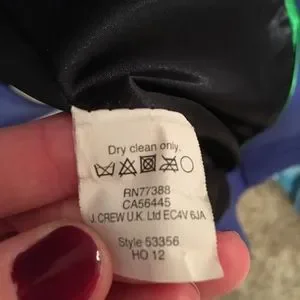 Dry clean only.
RN77388
CA56445
J. CREW U.K. Ltd EC4V 6JA
Style 53356
HO 12